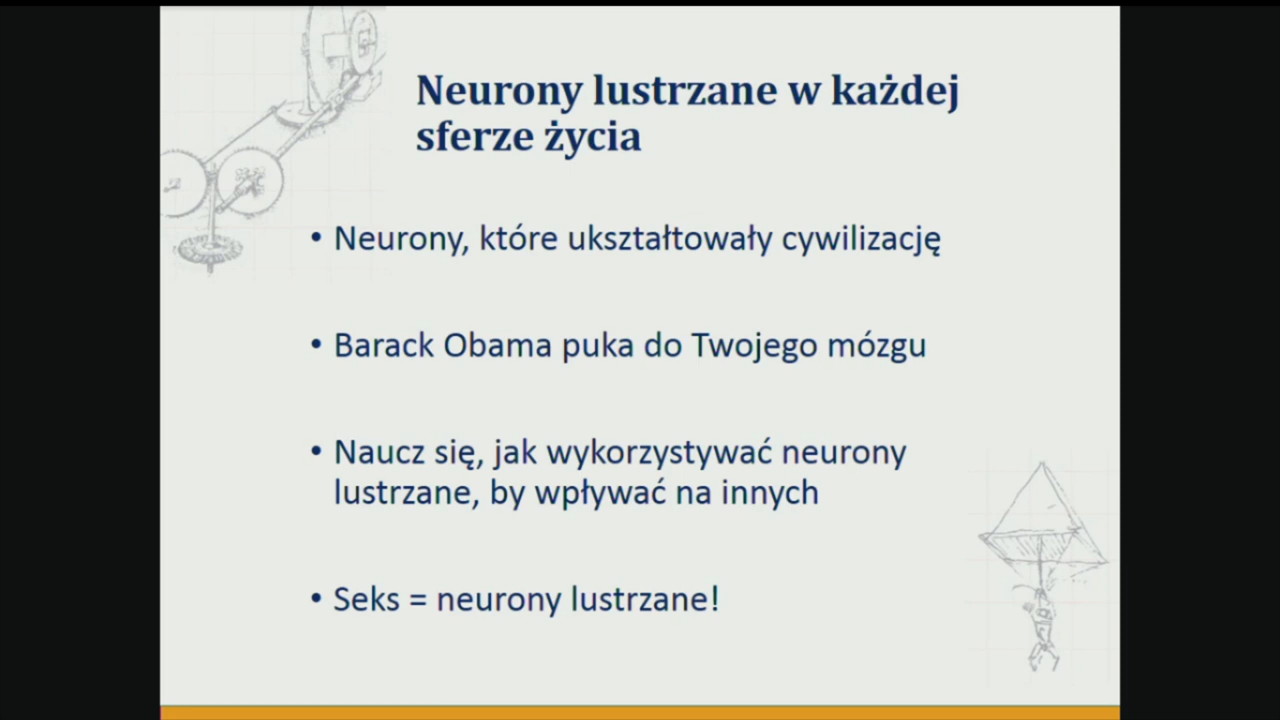 Neurony lustrzane w każdej
sferze życia
• Neurony, które ukształtowały cywilizację
• Barack Obama puka do Twojego mózgu
• Naucz się, jak wykorzystywać neurony
lustrzane, by wpływać na innych
• Seks = neurony lustrzane!